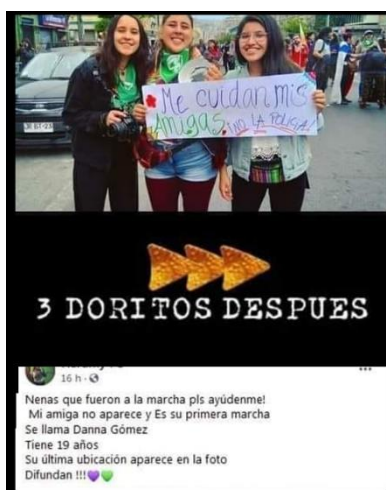 Me cuidan mis
Amigas, NO LA POLICIA!
3 DORITOS DESPUES
16 h
Nenas que fueron a la marcha pls ayúdenme!
Mi amiga no aparece y Es su primera marcha
Se llama Danna Gómez
Tiene 19 años
Su última ubicación aparece en la foto
Difundan !!!💜💚